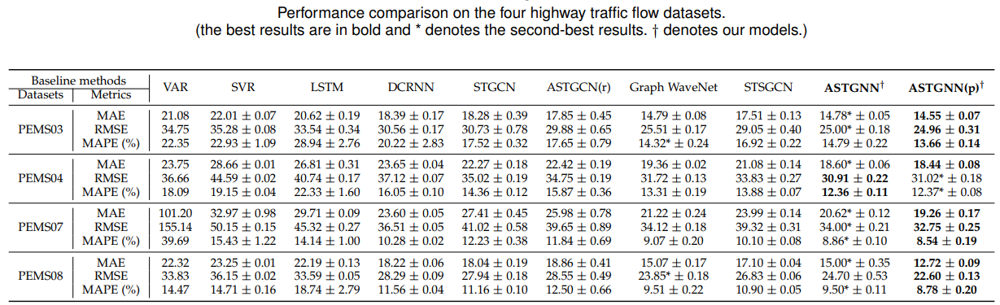 Performance comparison on the four highway traffic flow datasets.
(the best results are in bold and * denotes the second-best results. † denotes our models.)
Baseline methods VAR SVR LSTM DCRNN STGCN ASTGCN(r) Graph WaveNet STSGCN ASTGNN† ASTGNN(p)†
Datasets Metrics
MAE 21.08 22.01 ± 0.07 20.62 ± 0.19 18.39 ± 0.17 18.28 ± 0.39 17.85 ± 0.45 14.79 ± 0.08 17.51 ± 0.13 14.78* ± 0.05 14.55 ± 0.07
PEMS03 RMSE 34.75 35.28 ± 0.08 33.54 ± 0.34 30.56 ± 0.17 30.73 ± 0.78 29.88 ± 0.65 25.51 ± 0.17 29.05 ± 0.40 25.00* ± 0.18 24.96 ± 0.31
MAPE (%) 22.35 22.93 ± 1.09 28.94 ± 2.76 20.22 ± 2.83 17.52 ± 0.32 17.65 ± 0.79 14.32* ± 0.24 16.92 ± 0.22 14.79 ± 0.22 13.66 ± 0.14
MAE 23.75 28.66 ± 0.01 26.81 ± 0.31 23.65 ± 0.04 22.27 ± 0.18 22.42 ± 0.19 19.36 ± 0.02 21.08 ± 0.14 18.60* ± 0.06 18.44 ± 0.08
PEMS04 RMSE 36.66 44.59 ± 0.02 40.74 ± 0.17 37.12 ± 0.07 35.02 ± 0.19 34.75 ± 0.19 31.72 ± 0.13 33.83 ± 0.27 30.91 ± 0.22 31.02* ± 0.18
MAPE (%) 18.09 19.15 ± 0.04 22.33 ± 1.60 16.05 ± 0.10 14.36 ± 0.12 15.87 ± 0.36 13.31 ± 0.19 13.88 ± 0.07 12.36 ± 0.11 12.37* ± 0.08
MAE 101.20 32.97 ± 0.98 29.71 ± 0.09 23.60 ± 0.05 27.41 ± 0.45 25.98 ± 0.78 21.22 ± 0.24 23.99 ± 0.14 20.62* ± 0.12 19.26 ± 0.17
PEMS07 RMSE 155.14 50.15 ± 0.15 45.32 ± 0.27 36.51 ± 0.05 41.02 ± 0.58 39.65 ± 0.89 34.12 ± 0.18 39.32 ± 0.31 34.00* ± 0.21 32.75 ± 0.25
MAPE (%) 39.69 15.43 ± 1.22 14.14 ± 1.00 10.28 ± 0.02 12.23 ± 0.38 11.84 ± 0.69 9.07 ± 0.20 10.10 ± 0.08 8.86* ± 0.10 8.54 ± 0.19
MAE 22.32 23.25 ± 0.01 22.19 ± 0.13 18.22 ± 0.06 18.04 ± 0.19 18.86 ± 0.41 15.07 ± 0.17 17.10 ± 0.04 15.00* ± 0.35 12.72 ± 0.09
PEMS08 RMSE 33.83 36.15 ± 0.02 33.59 ± 0.05 28.29 ± 0.09 27.94 ± 0.18 28.55 ± 0.49 23.85* ± 0.18 26.83 ± 0.06 24.70 ± 0.53 22.60 ± 0.13
MAPE (%) 14.47 14.71 ± 0.16 18.74 ± 2.79 11.56 ± 0.04 11.16 ± 0.10 12.50 ± 0.66 9.51 ± 0.22 10.90 ± 0.05 9.50* ± 0.11 8.78 ± 0.20